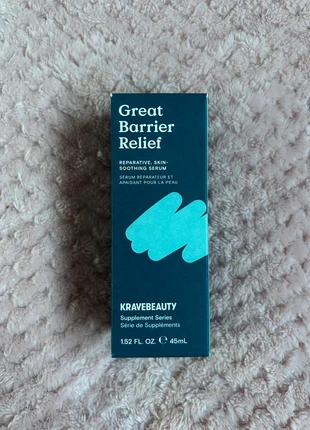 Great
Barrier
Relief
REPARATIVE, SKIN-
SOOTHING SERUM
SÉRUM RÉPARATEUR ET
APAISANT POUR LA PEAU
KRAVEBEAUTY
Supplement Series
Série de Suppléments
1.52 FL. OZ. ℮ 45mL